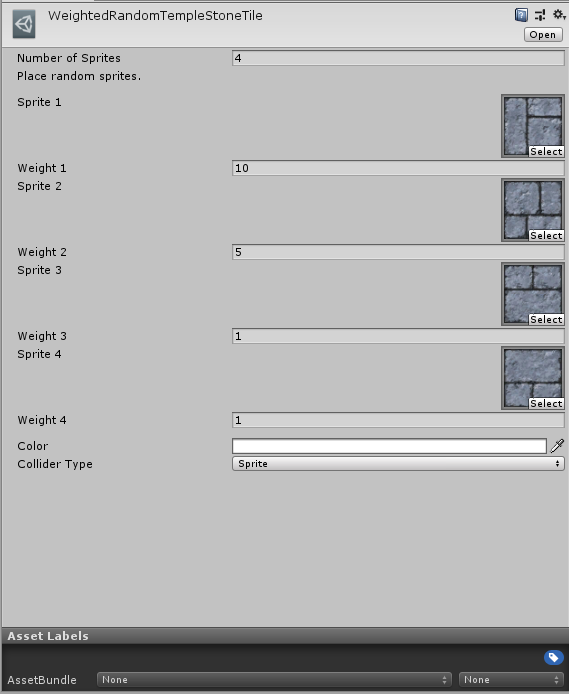 WeightedRandomTempleStoneTile
Open
Number of Sprites 4
Place random sprites.
Sprite 1
Select
Weight 1 10
Sprite 2
Select
Weight 2 5
Sprite 3
Select
Weight 3 1
Sprite 4
Select
Weight 4 1
Color
Collider Type Sprite
Asset Labels
AssetBundle None None